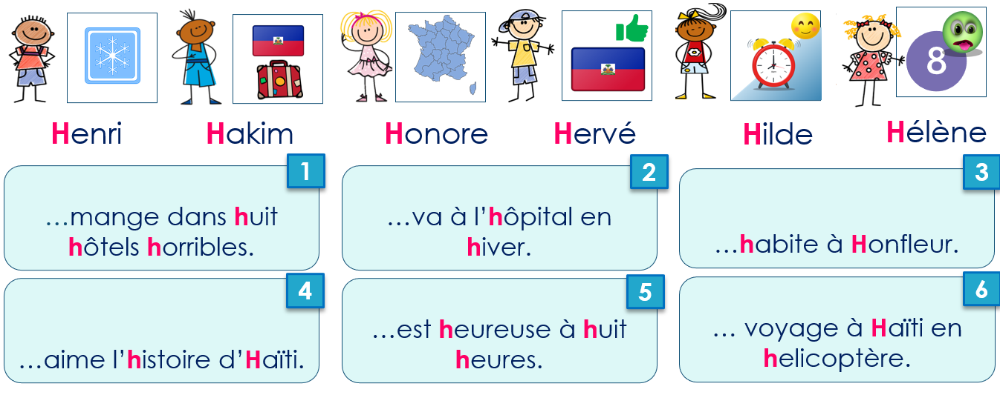 8
Henri
Hakim
Honore
Hervé
Hilde
Hélène
1
…mange dans huit
hôtels horribles.
2
…va à l’hôpital en
hiver.
3
…habite à Honfleur.
4
…aime l’histoire d’Haïti.
5
…est heureuse à huit
heures.
6
… voyage à Haïti en
helicoptère.